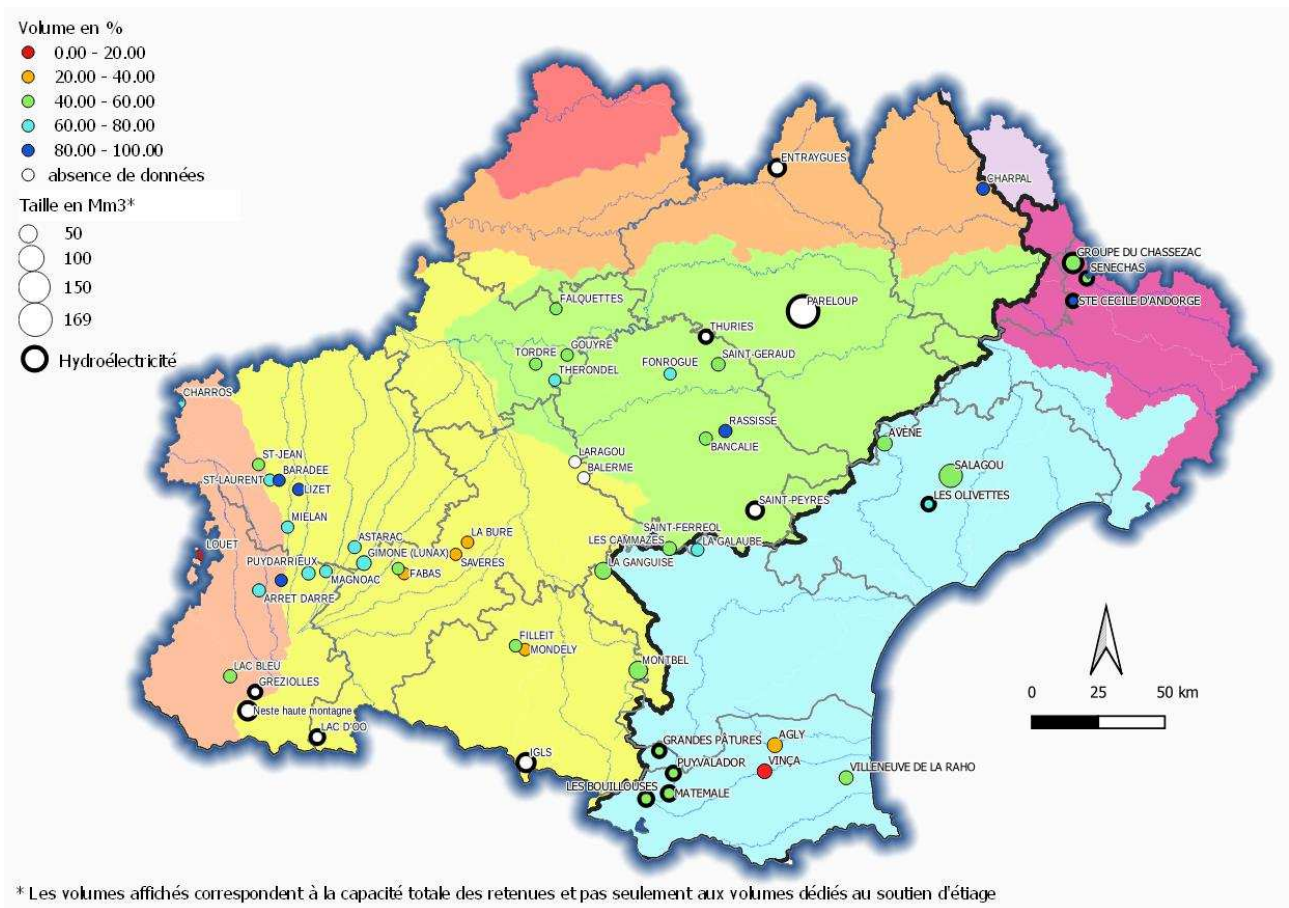 Volume en %
0.00 - 20.00
20.00 - 40.00
40.00 - 60.00
60.00 - 80.00
80.00 - 100.00
absence de données
Taille en Mm3*
50
100
150
169
Hydroélectricité
ENTRAYGUES
CHARPAL
GROUPE DU CHASSEZAC
SENECHAS
STE CECILE D'ANDORGE
FALQUETTES
PARELOUP
THURIES
GOUYRE
TORDRE
THERONDEL
FONROGUE
SAINT-GERAUD
CHARROS
RASSISSE
BANCALIE
AVÈNE
LARAGOU
BALERME
ST-JEAN
ST-LAURENT
BARADEE
LIZET
SALAGOU
LES OLIVETTES
MIELAN
SAINT-PEYRES
SAINT-FERREOL
LES CAMMAZES
LA GALAUBE
LA GANGUISE
LOUET
ASTARAC
GIMONE (LUNAX)
LA BURE
SAVERES
FABAS
PUYDARRIEUX
MAGNOAC
ARRET DARRE
FILLEIT
MONDELY
MONTBEL
LAC BLEU
GREZIOLLES
Neste haute montagne
LAC D'OO
IGLS
GRANDES PÂTURES
AGLY
PUYVALADOR
VINÇA
VILLENEUVE DE LA RAHO
LES BOUILLOUSES
MATEMALE
0 25 50 km
* Les volumes affichés correspondent à la capacité totale des retenues et pas seulement aux volumes dédiés au soutien d'étiage